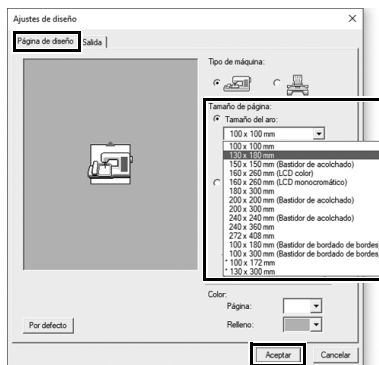 Ajustes de diseño
Página de diseño
Salida
Tipo de máquina:
Tamaño de página:
Tamaño del aro:
100 x 100 mm
100 x 100 mm
130 x 180 mm
150 x 150 mm (Bastidor de acolchado)
160 x 260 mm (LCD color)
160 x 260 mm (LCD monocromático)
180 x 300 mm
200 x 200 mm (Bastidor de acolchado)
200 x 300 mm
240 x 240 mm (Bastidor de acolchado)
240 x 360 mm
272 x 408 mm
100 x 180 mm (Bastidor de bordado de bordes)
100 x 300 mm (Bastidor de bordado de bordes)
* 100 x 172 mm
* 130 x 300 mm
Color:
Página:
Relleno:
Por defecto
Aceptar
Cancelar